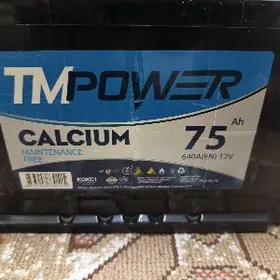 TMPOWER
CALCIUM
MAINTENANCE
FREE
75 Ah
640A(EN) 12V